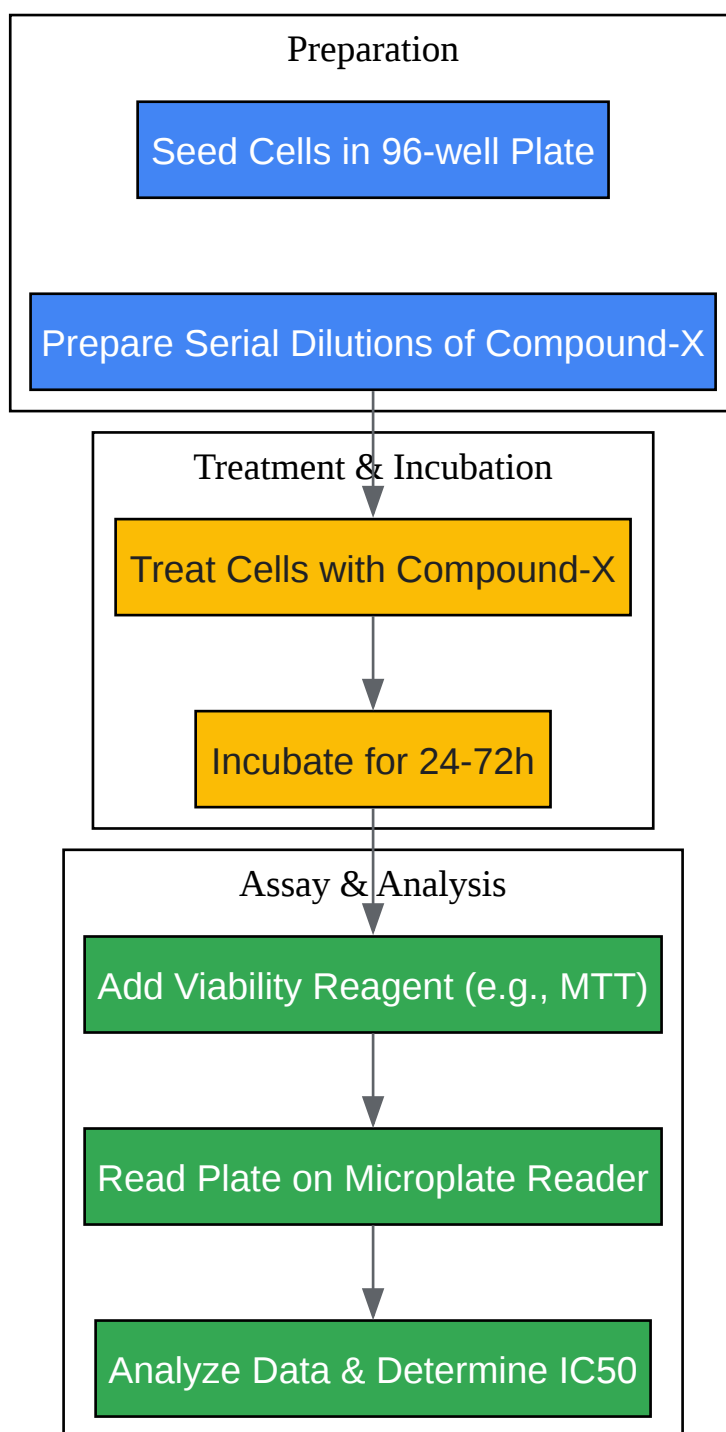 Preparation
Seed Cells in 96-well Plate
Prepare Serial Dilutions of Compound-X
Treatment & Incubation
Treat Cells with Compound-X
Incubate for 24-72h
Assay & Analysis
Add Viability Reagent (e.g., MTT)
Read Plate on Microplate Reader
Analyze Data & Determine IC50